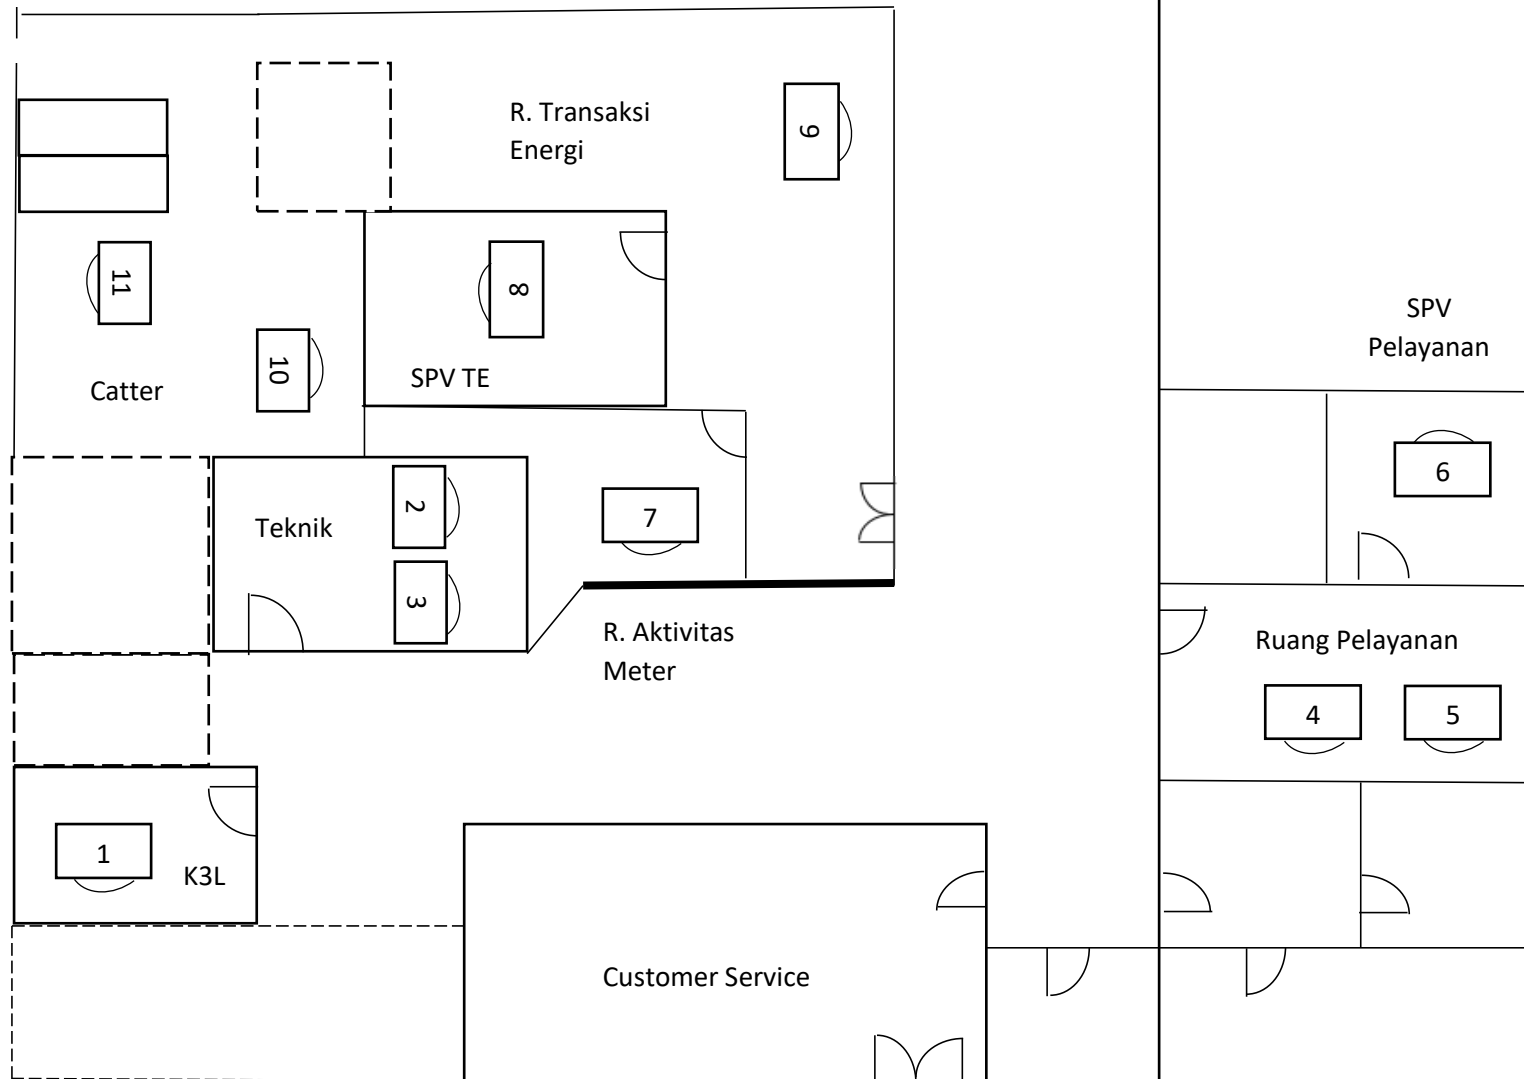 R. Transaksi
Energi
9
11
8
SPV
Pelayanan
10
SPV TE
Catter
6
2
7
Teknik
3
R. Aktivitas
Meter
Ruang Pelayanan
4
5
1
K3L
Customer Service